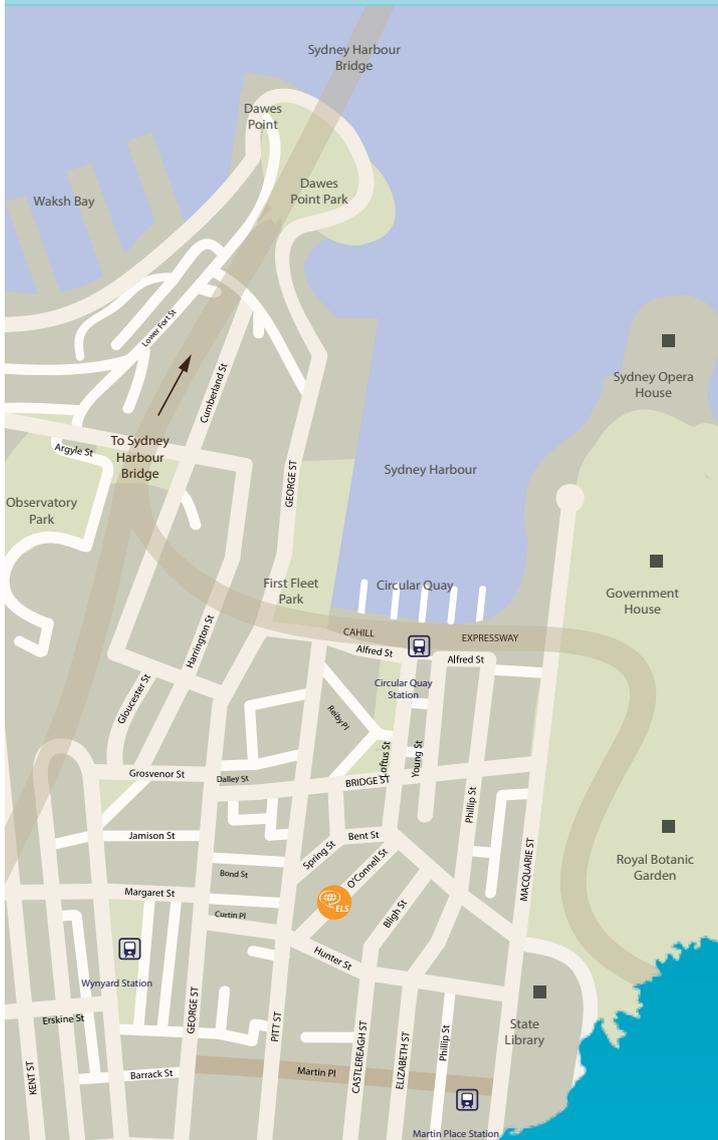 Sydney Harbour
Bridge
Dawes
Point
Dawes
Point Park
Waksh Bay
Lower Fort St
Sydney Opera
House
Cumberland St
To Sydney
Harbour
Bridge
Argyle St
GEORGE ST
Sydney Harbour
Observatory
Park
First Fleet
Park
Circular Quay
Government
House
CAHILL
EXPRESSWAY
Harrington St
Alfred St
Alfred St
Circular Quay
Station
Gloucester St
Reiby Pl
Loftus St
Young St
Grosvenor St
Dalley St
BRIDGE ST
Phillip St
Jamison St
Bent St
Spring St
O'Connell St
MACQUARIE ST
Royal Botanic
Garden
Bond St
Margaret St
ELS
Curtin Pl
Bligh St
Hunter St
Wynyard Station
GEORGE ST
PITT ST
State
Library
Erskine St
CASTLEREAGH ST
ELIZABETH ST
Phillip St
KENT ST
Barrack St
Martin Pl
Martin Place Station